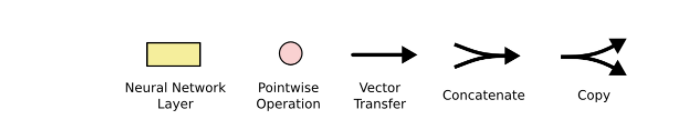 Neural Network
Layer
Pointwise
Operation
Vector
Transfer
Concatenate
Copy